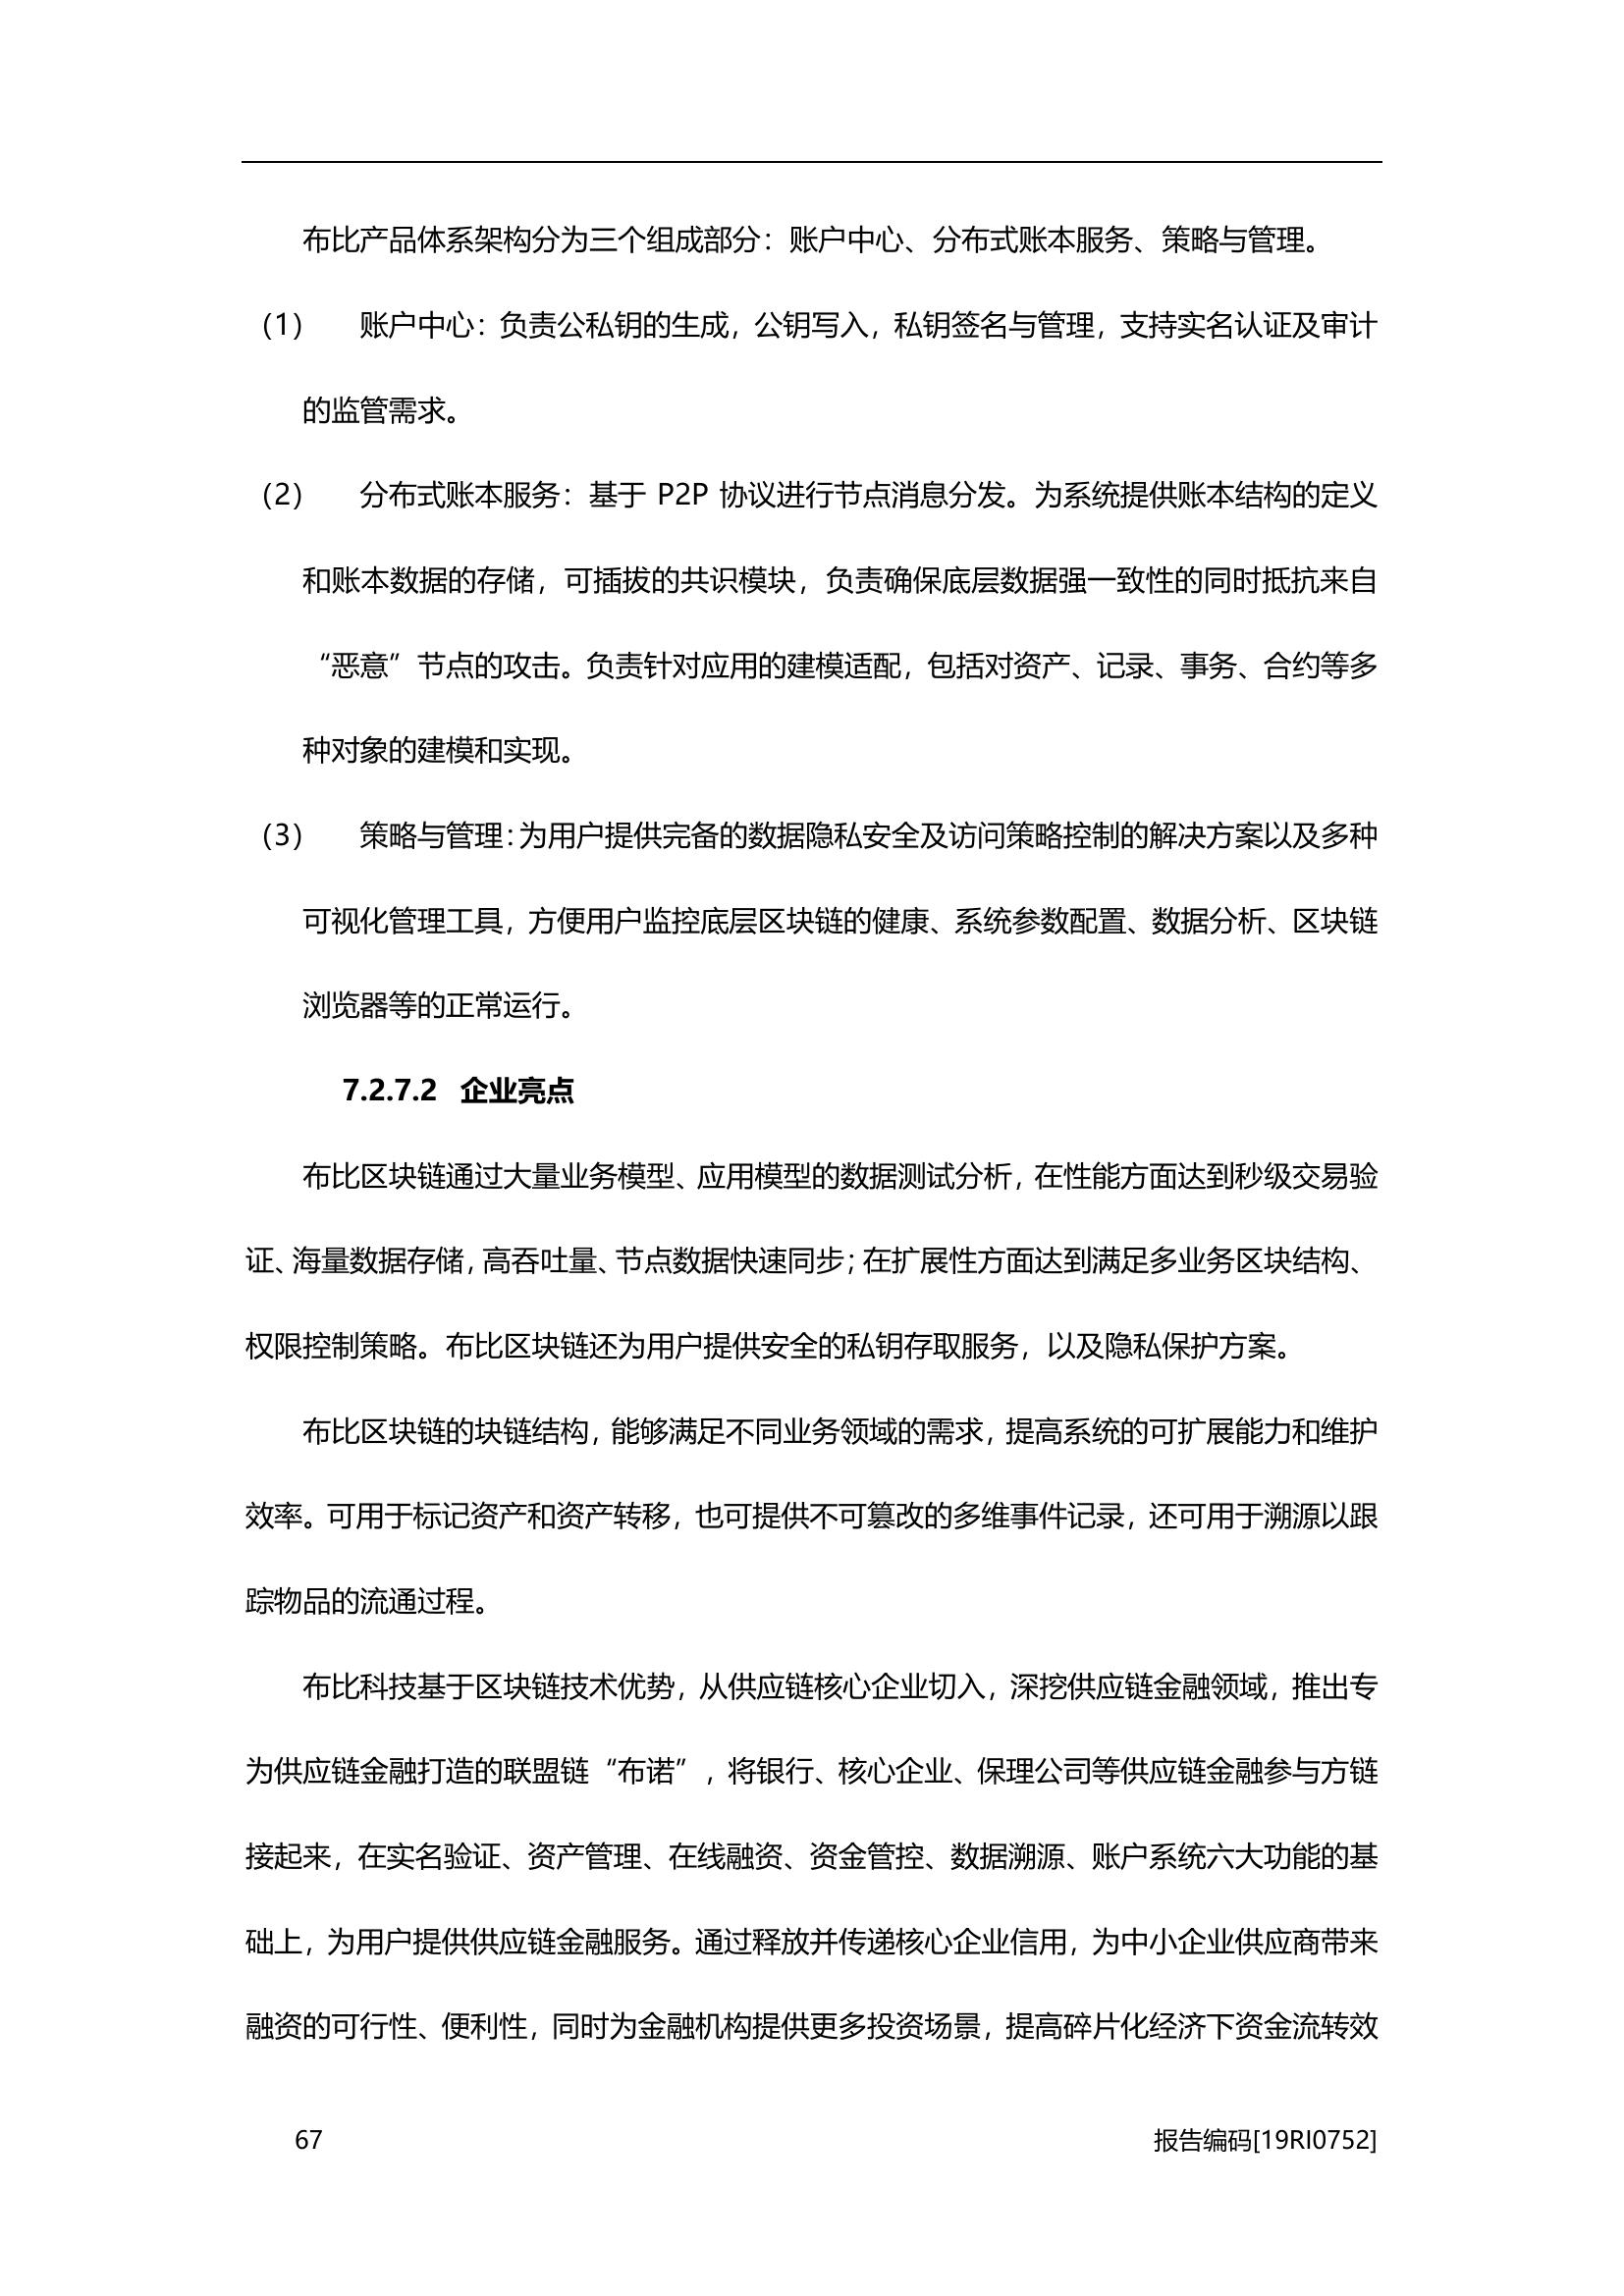 布比产品体系架构分为三个组成部分：账户中心、分布式账本服务、策略与管理。
（1） 账户中心：负责公私钥的生成，公钥写入，私钥签名与管理，支持实名认证及审计
的监管需求。
（2） 分布式账本服务：基于 P2P 协议进行节点消息分发。为系统提供账本结构的定义
和账本数据的存储，可插拔的共识模块，负责确保底层数据强一致性的同时抵抗来自
“恶意”节点的攻击。负责针对应用的建模适配，包括对资产、记录、事务、合约等多
种对象的建模和实现。
（3） 策略与管理：为用户提供完备的数据隐私安全及访问策略控制的解决方案以及多种
可视化管理工具，方便用户监控底层区块链的健康、系统参数配置、数据分析、区块链
浏览器等的正常运行。
7.2.7.2 企业亮点
布比区块链通过大量业务模型、应用模型的数据测试分析，在性能方面达到秒级交易验
证、海量数据存储，高吞吐量、节点数据快速同步；在扩展性方面达到满足多业务区块结构、
权限控制策略。布比区块链还为用户提供安全的私钥存取服务，以及隐私保护方案。
布比区块链的块链结构，能够满足不同业务领域的需求，提高系统的可扩展能力和维护
效率。可用于标记资产和资产转移，也可提供不可篡改的多维事件记录，还可用于溯源以跟
踪物品的流通过程。
布比科技基于区块链技术优势，从供应链核心企业切入，深挖供应链金融领域，推出专
为供应链金融打造的联盟链“布诺”，将银行、核心企业、保理公司等供应链金融参与方链
接起来，在实名验证、资产管理、在线融资、资金管控、数据溯源、账户系统六大功能的基
础上，为用户提供供应链金融服务。通过释放并传递核心企业信用，为中小企业供应商带来
融资的可行性、便利性，同时为金融机构提供更多投资场景，提高碎片化经济下资金流转效
67 报告编码[19RI0752]